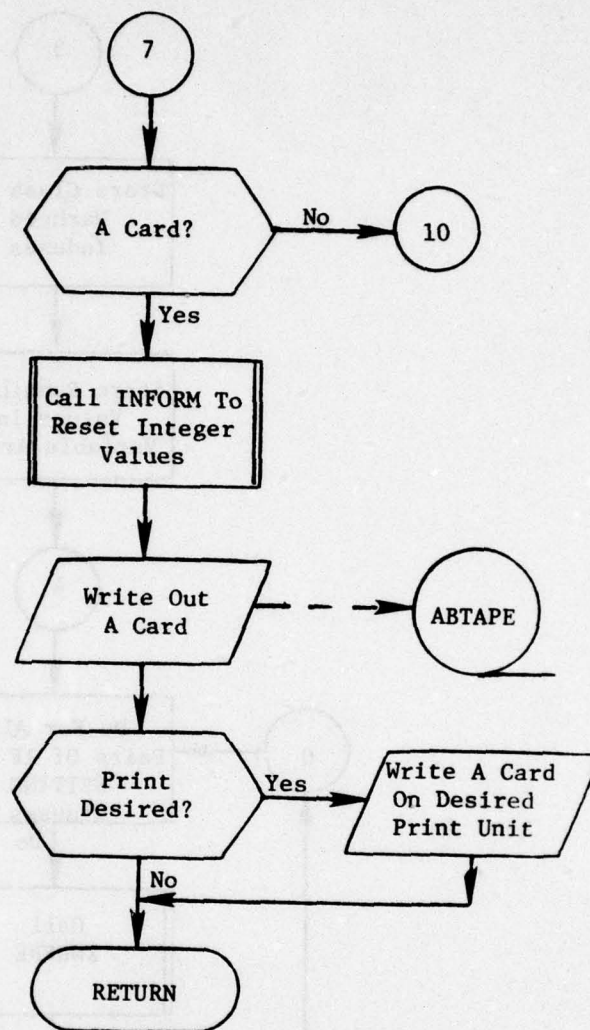 7
A Card?
No
10
Yes
Call INFORM To
Reset Integer
Values
Write Out
A Card
ABTAPE
Print
Desired?
Yes
Write A Card
On Desired
Print Unit
No
RETURN